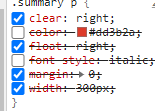 .summary p {
clear: right;
color: #dd3b2a;
float: right;
font-style: italic;
margin: 0;
width: 300px;